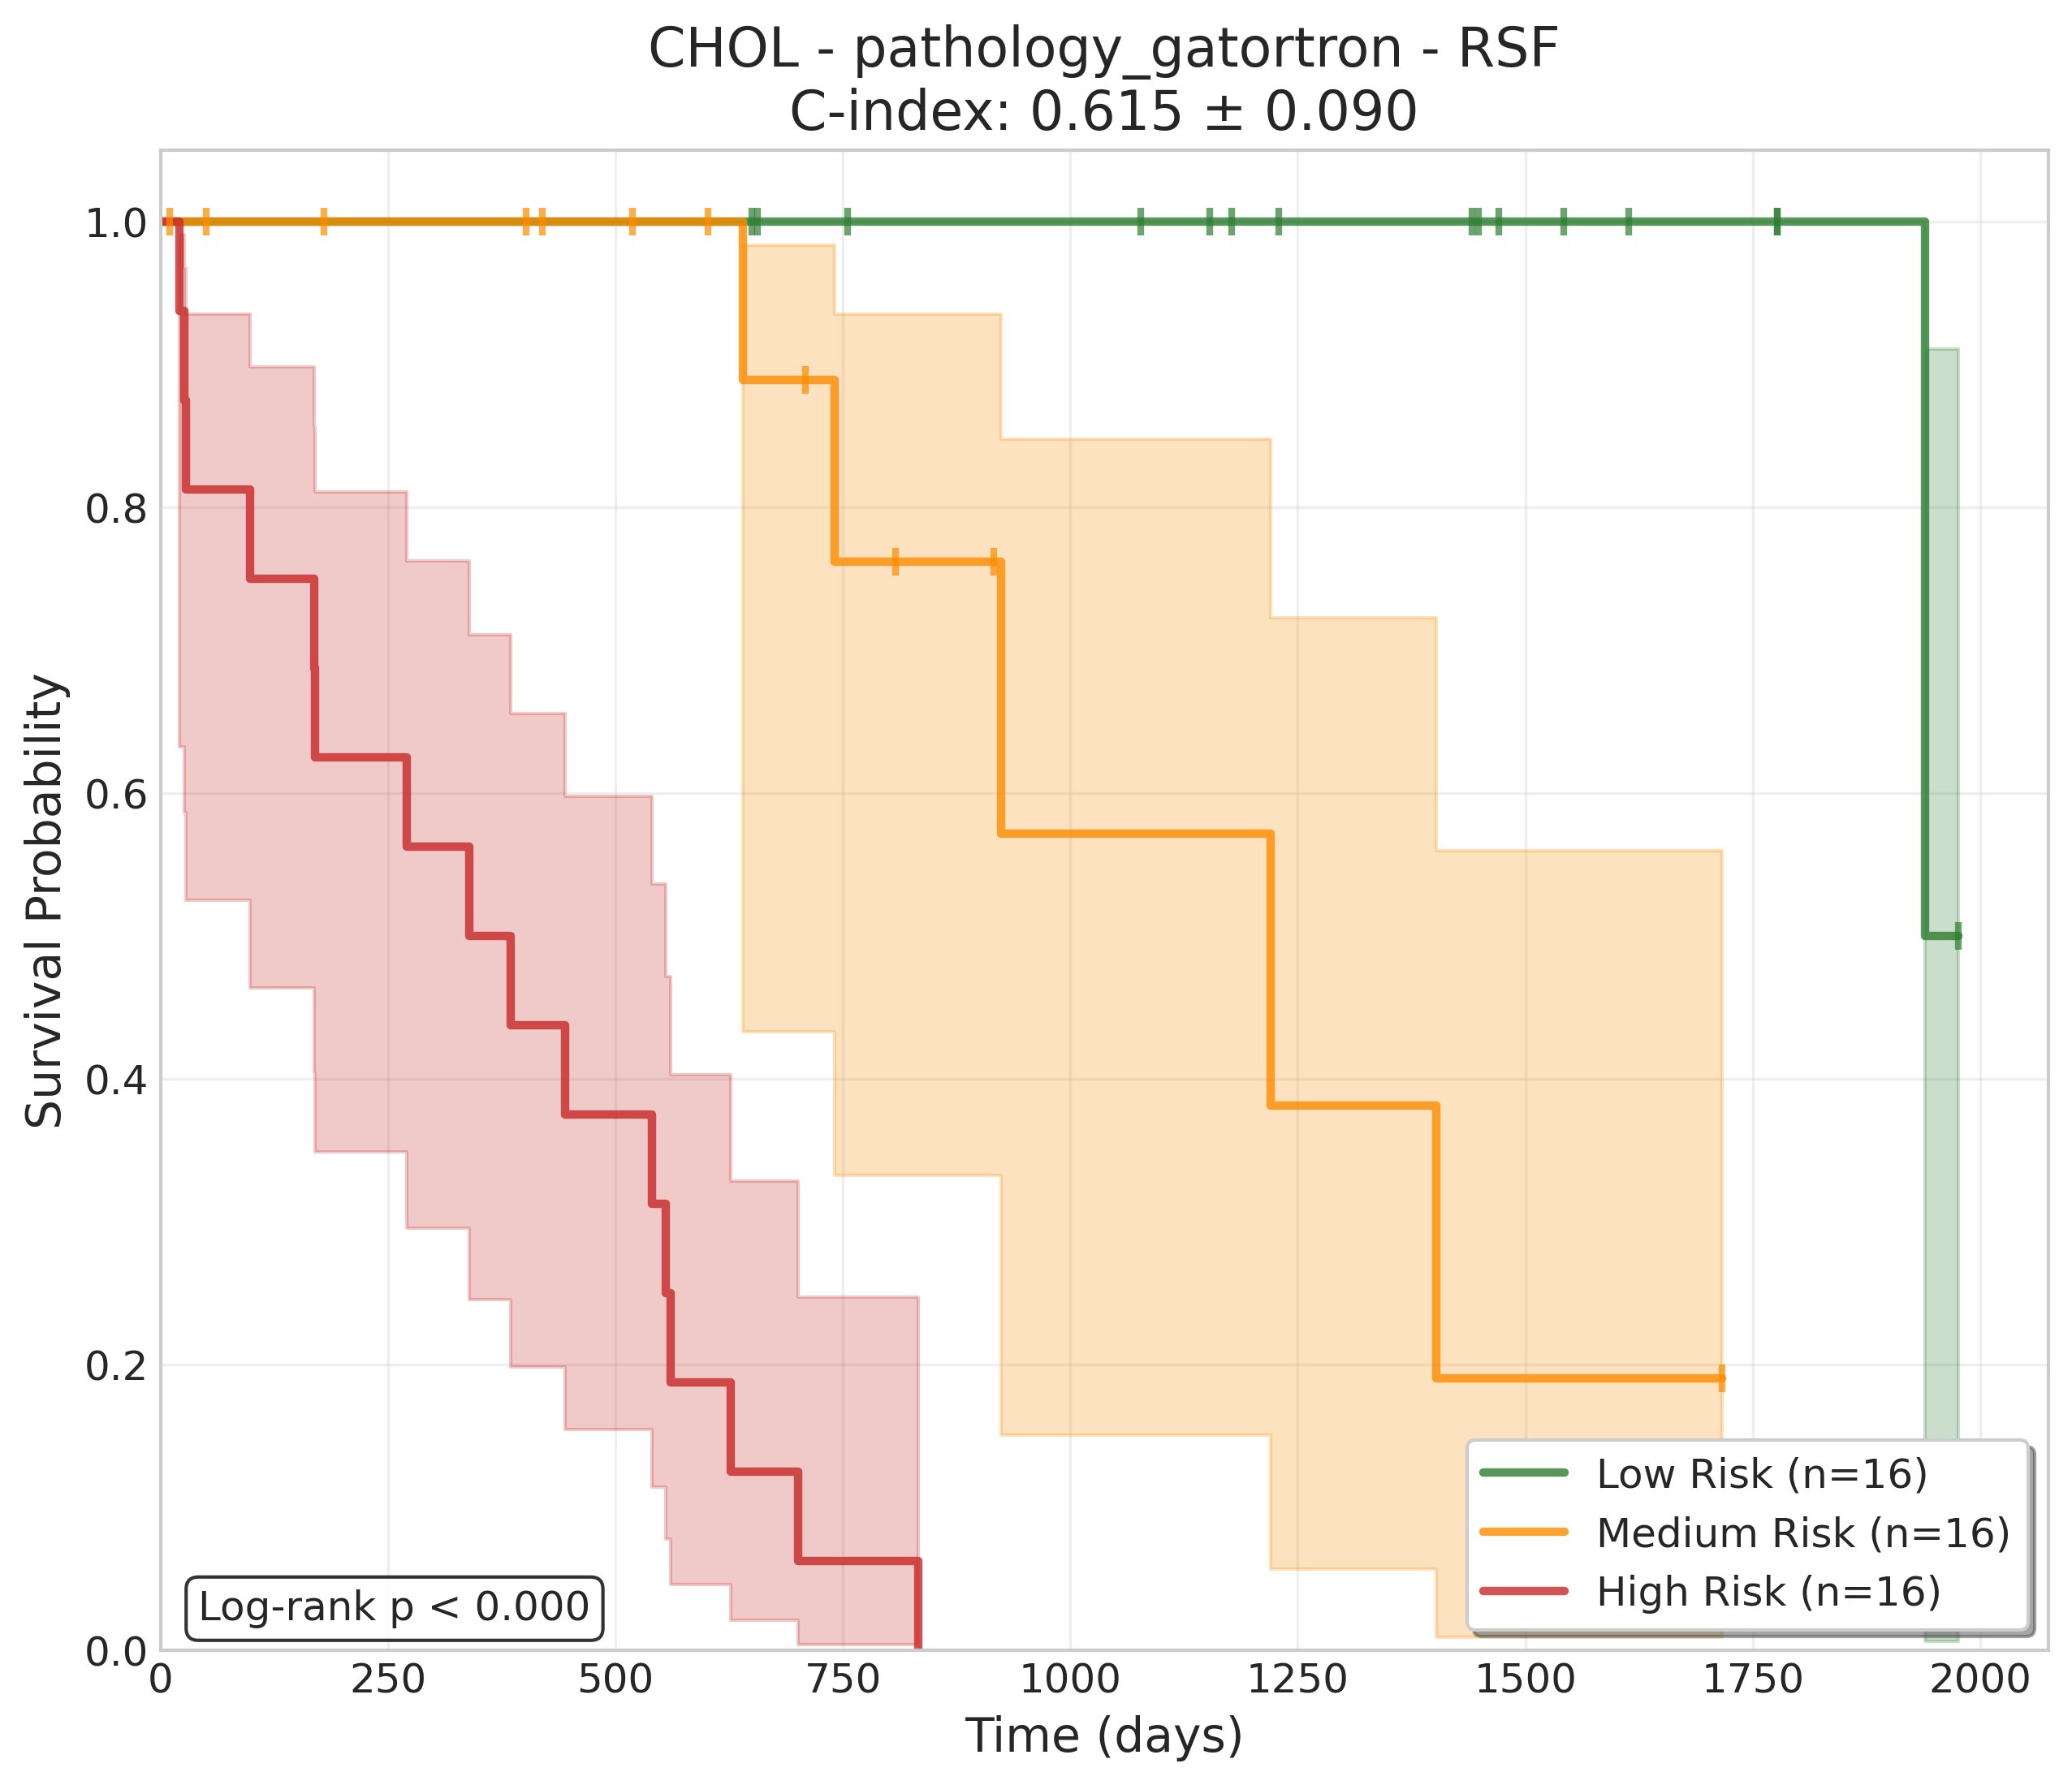 CHOL - pathology_gatortron - RSF
C-index: 0.615 ± 0.090
Survival Probability
1.0
0.8
0.6
0.4
0.2
0.0
Log-rank p < 0.000
Low Risk (n=16)
Medium Risk (n=16)
High Risk (n=16)
0 250 500 750 1000 1250 1500 1750 2000
Time (days)